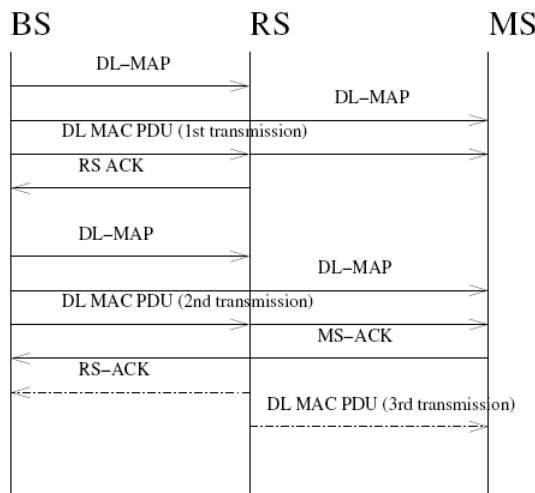 BS RS MS
DL–MAP
DL–MAP
DL MAC PDU (1st transmission)
RS ACK
DL–MAP
DL–MAP
DL MAC PDU (2nd transmission)
MS–ACK
RS–ACK
DL MAC PDU (3rd transmission)